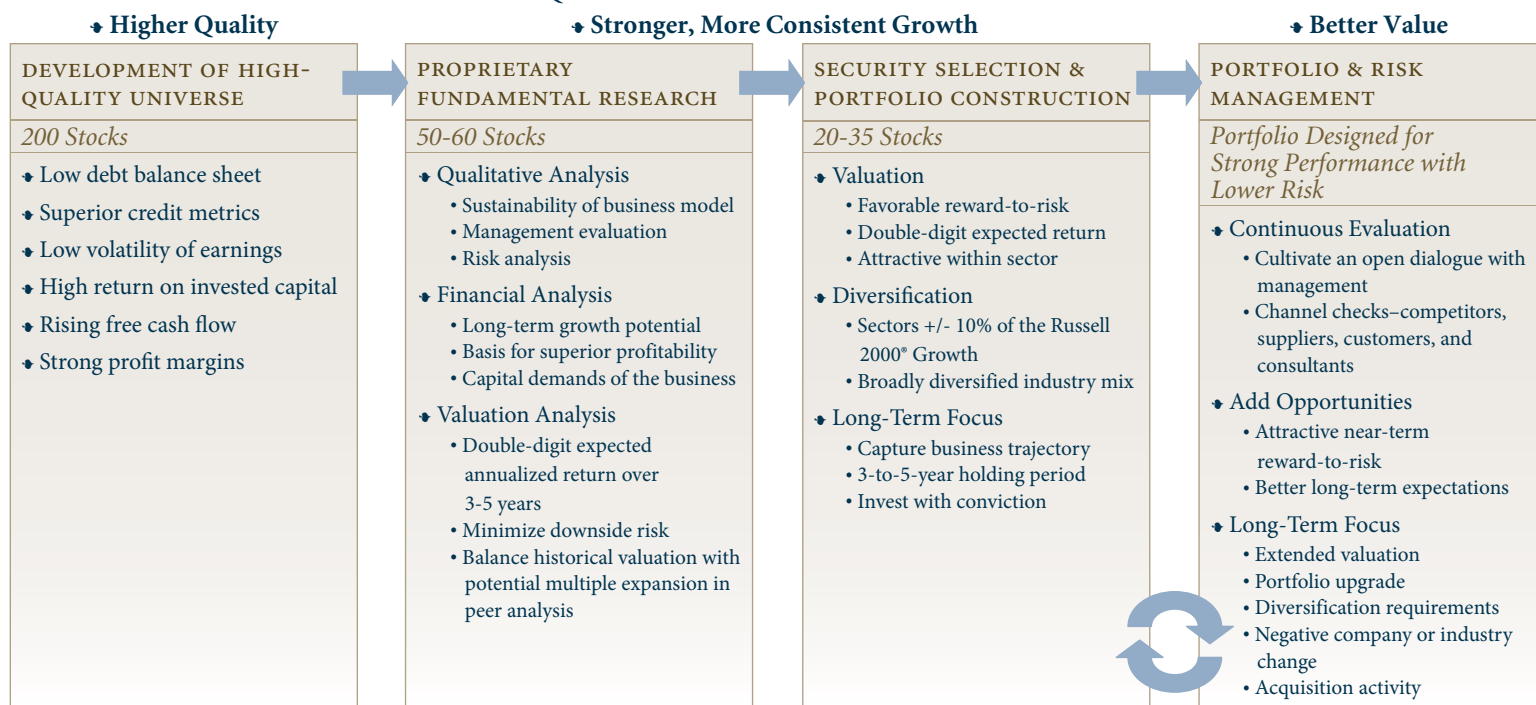 ❧ Higher Quality
❧ Stronger, More Consistent Growth
❧ Better Value
DEVELOPMENT OF HIGH-
QUALITY UNIVERSE
200 Stocks
❧ Low debt balance sheet
❧ Superior credit metrics
❧ Low volatility of earnings
❧ High return on invested capital
❧ Rising free cash flow
❧ Strong profit margins
PROPRIETARY
FUNDAMENTAL RESEARCH
50-60 Stocks
❧ Qualitative Analysis
• Sustainability of business model
• Management evaluation
• Risk analysis
❧ Financial Analysis
• Long-term growth potential
• Basis for superior profitability
• Capital demands of the business
❧ Valuation Analysis
• Double-digit expected
annualized return over
3-5 years
• Minimize downside risk
• Balance historical valuation with
potential multiple expansion in
peer analysis
SECURITY SELECTION &
PORTFOLIO CONSTRUCTION
20-35 Stocks
❧ Valuation
• Favorable reward-to-risk
• Double-digit expected return
• Attractive within sector
❧ Diversification
• Sectors +/- 10% of the Russell
2000® Growth
• Broadly diversified industry mix
❧ Long-Term Focus
• Capture business trajectory
• 3-to-5-year holding period
• Invest with conviction
PORTFOLIO & RISK
MANAGEMENT
Portfolio Designed for
Strong Performance with
Lower Risk
❧ Continuous Evaluation
• Cultivate an open dialogue with
management
• Channel checks–competitors,
suppliers, customers, and
consultants
❧ Add Opportunities
• Attractive near-term
reward-to-risk
• Better long-term expectations
❧ Long-Term Focus
• Extended valuation
• Portfolio upgrade
• Diversification requirements
• Negative company or industry
change
• Acquisition activity